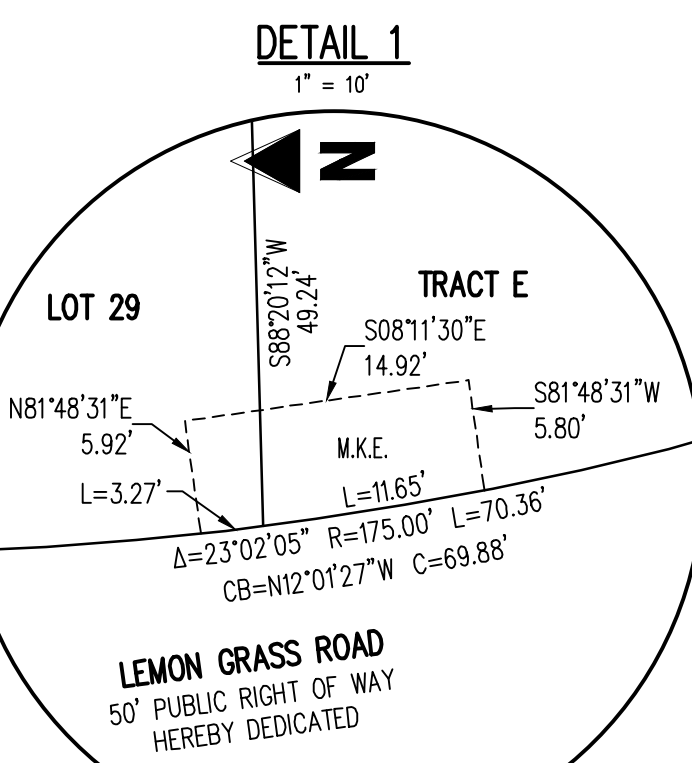 DETAIL 1
1" = 10'
N
S88°20'12"W
49.24'
LOT 29
TRACT E
S08°11'30"E
14.92'
N81°48'31"E
5.92'
S81°48'31"W
5.80'
M.K.E.
L=3.27'
L=11.65'
Δ=23°02'05" R=175.00' L=70.36'
CB=N12°01'27"W C=69.88'
LEMON GRASS ROAD
50' PUBLIC RIGHT OF WAY
HEREBY DEDICATED